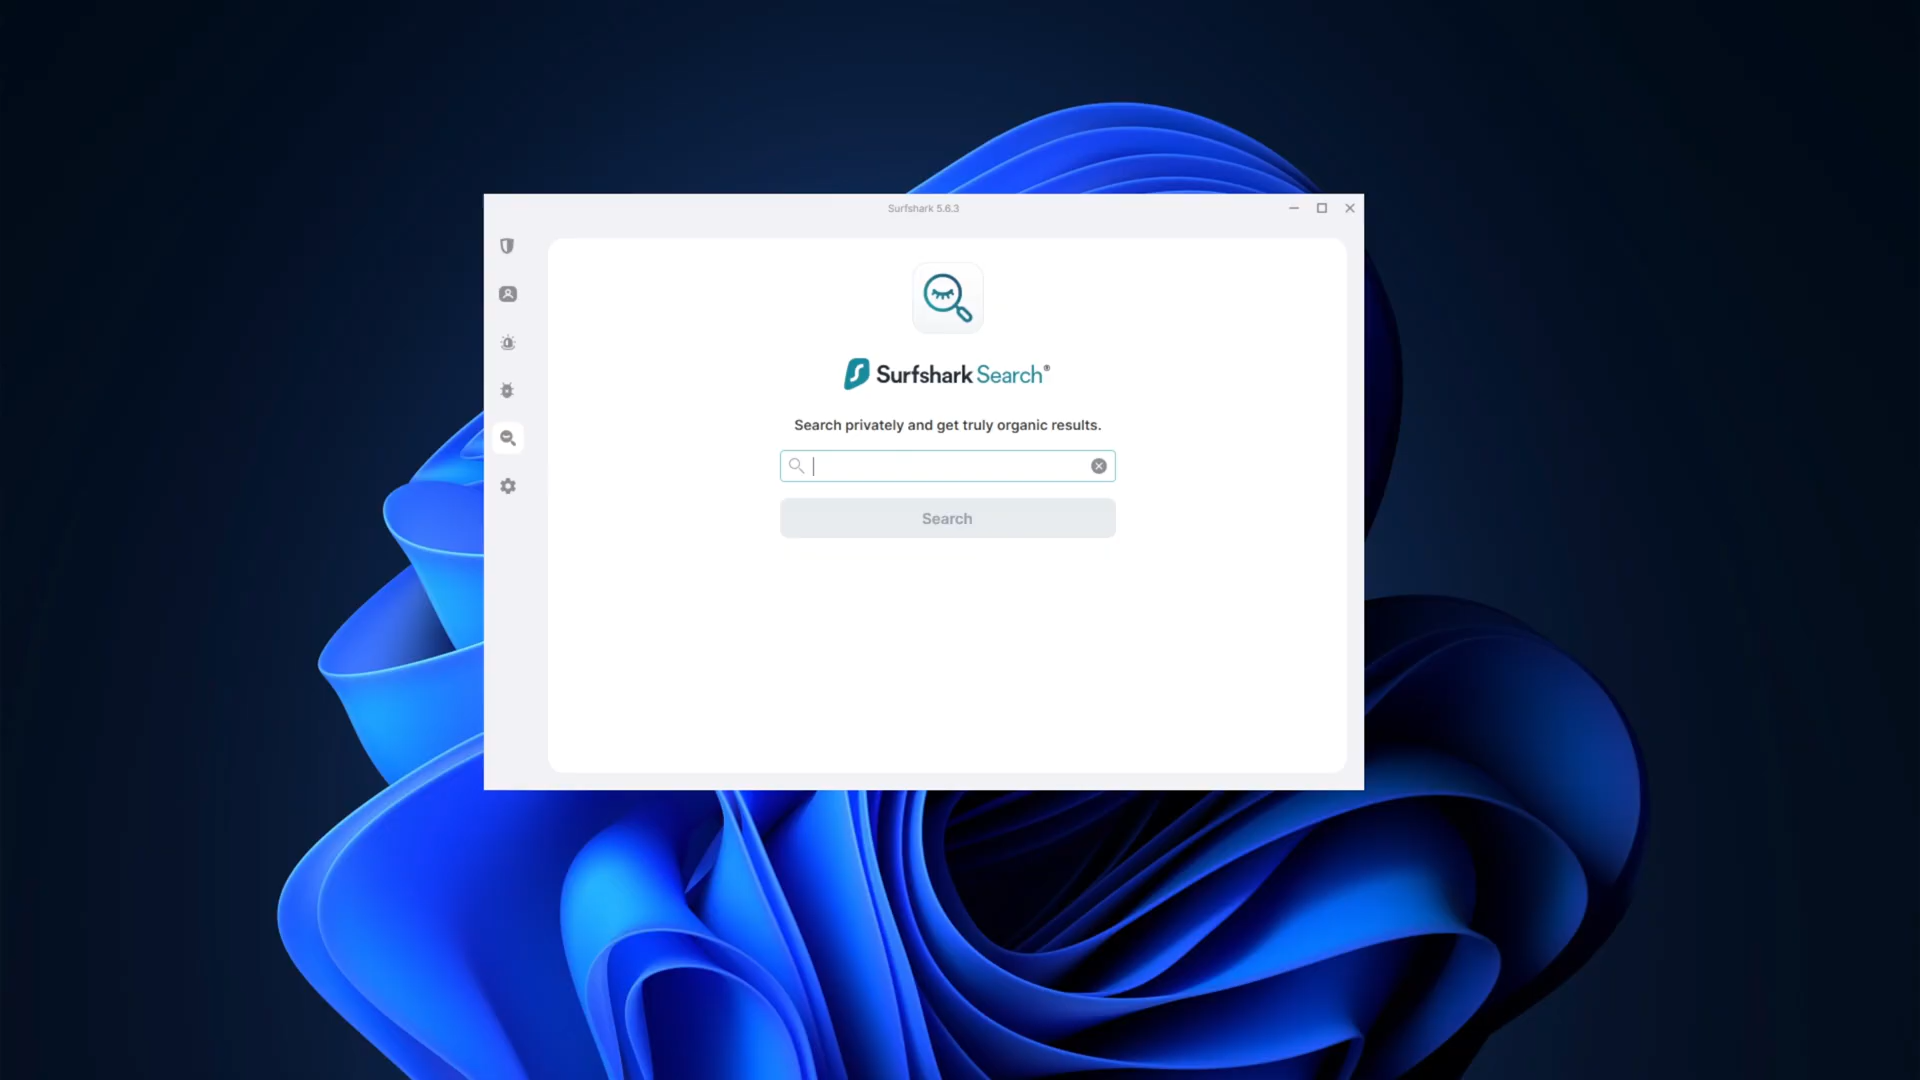 Surfshark 5.6.3
Surfshark Search®
Search privately and get truly organic results.
Search